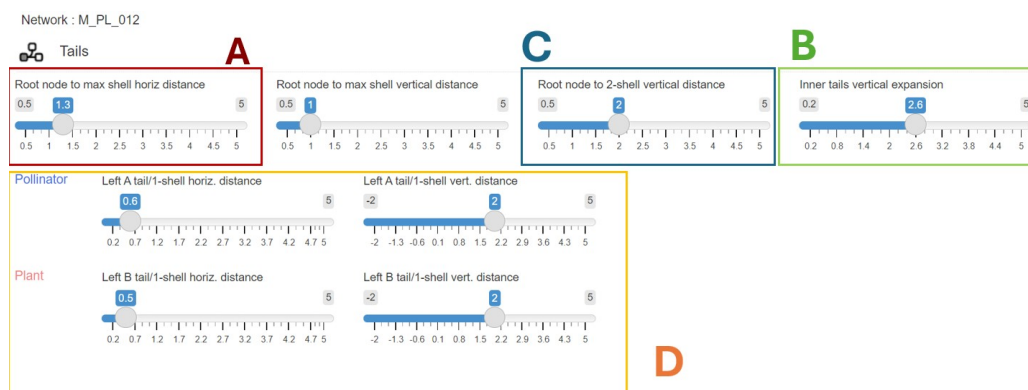 Network : M_PL_012
Tails
A
C
B
Root node to max shell horiz distance
0.5 1.3 5
0.5 1 1.5 2 2.5 3 3.5 4 4.5 5
Root node to max shell vertical distance
0.5 1 5
0.5 1 1.5 2 2.5 3 3.5 4 4.5 5
Root node to 2-shell vertical distance
0.5 2 5
0.5 1 1.5 2 2.5 3 3.5 4 4.5 5
Inner tails vertical expansion
0.2 2.6 5
0.2 0.8 1.4 2 2.6 3.2 3.8 4.4 5
Pollinator
Left A tail/1-shell horiz. distance
0.6 5
0.2 0.7 1.2 1.7 2.2 2.7 3.2 3.7 4.2 4.7 5
Left A tail/1-shell vert. distance
-2 2 5
-2 -1.3 -0.6 0.1 0.8 1.5 2.2 2.9 3.6 4.3 5
Plant
Left B tail/1-shell horiz. distance
0.5 5
0.2 0.7 1.2 1.7 2.2 2.7 3.2 3.7 4.2 4.7 5
Left B tail/1-shell vert. distance
-2 2 5
-2 -1.3 -0.6 0.1 0.8 1.5 2.2 2.9 3.6 4.3 5
D